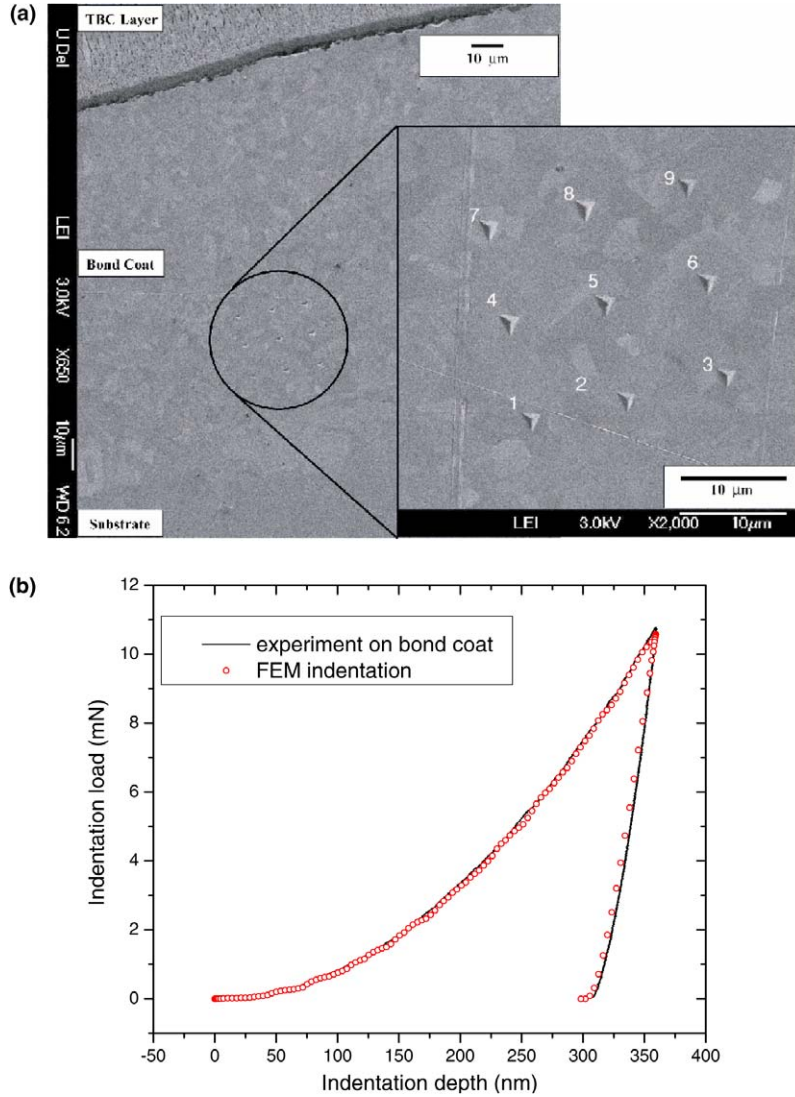 (a)
TBC Layer
10 μm
U Del
LEI
3.0kV
X650
10μm
WD 6.2
Bond Coat
Substrate
7
8
9
4
5
6
1
2
3
10 μm
LEI 3.0kV X2,000 10μm
(b)
12
10
8
6
4
2
0
Indentation load (mN)
experiment on bond coat
FEM indentation
-50 0 50 100 150 200 250 300 350 400
Indentation depth (nm)